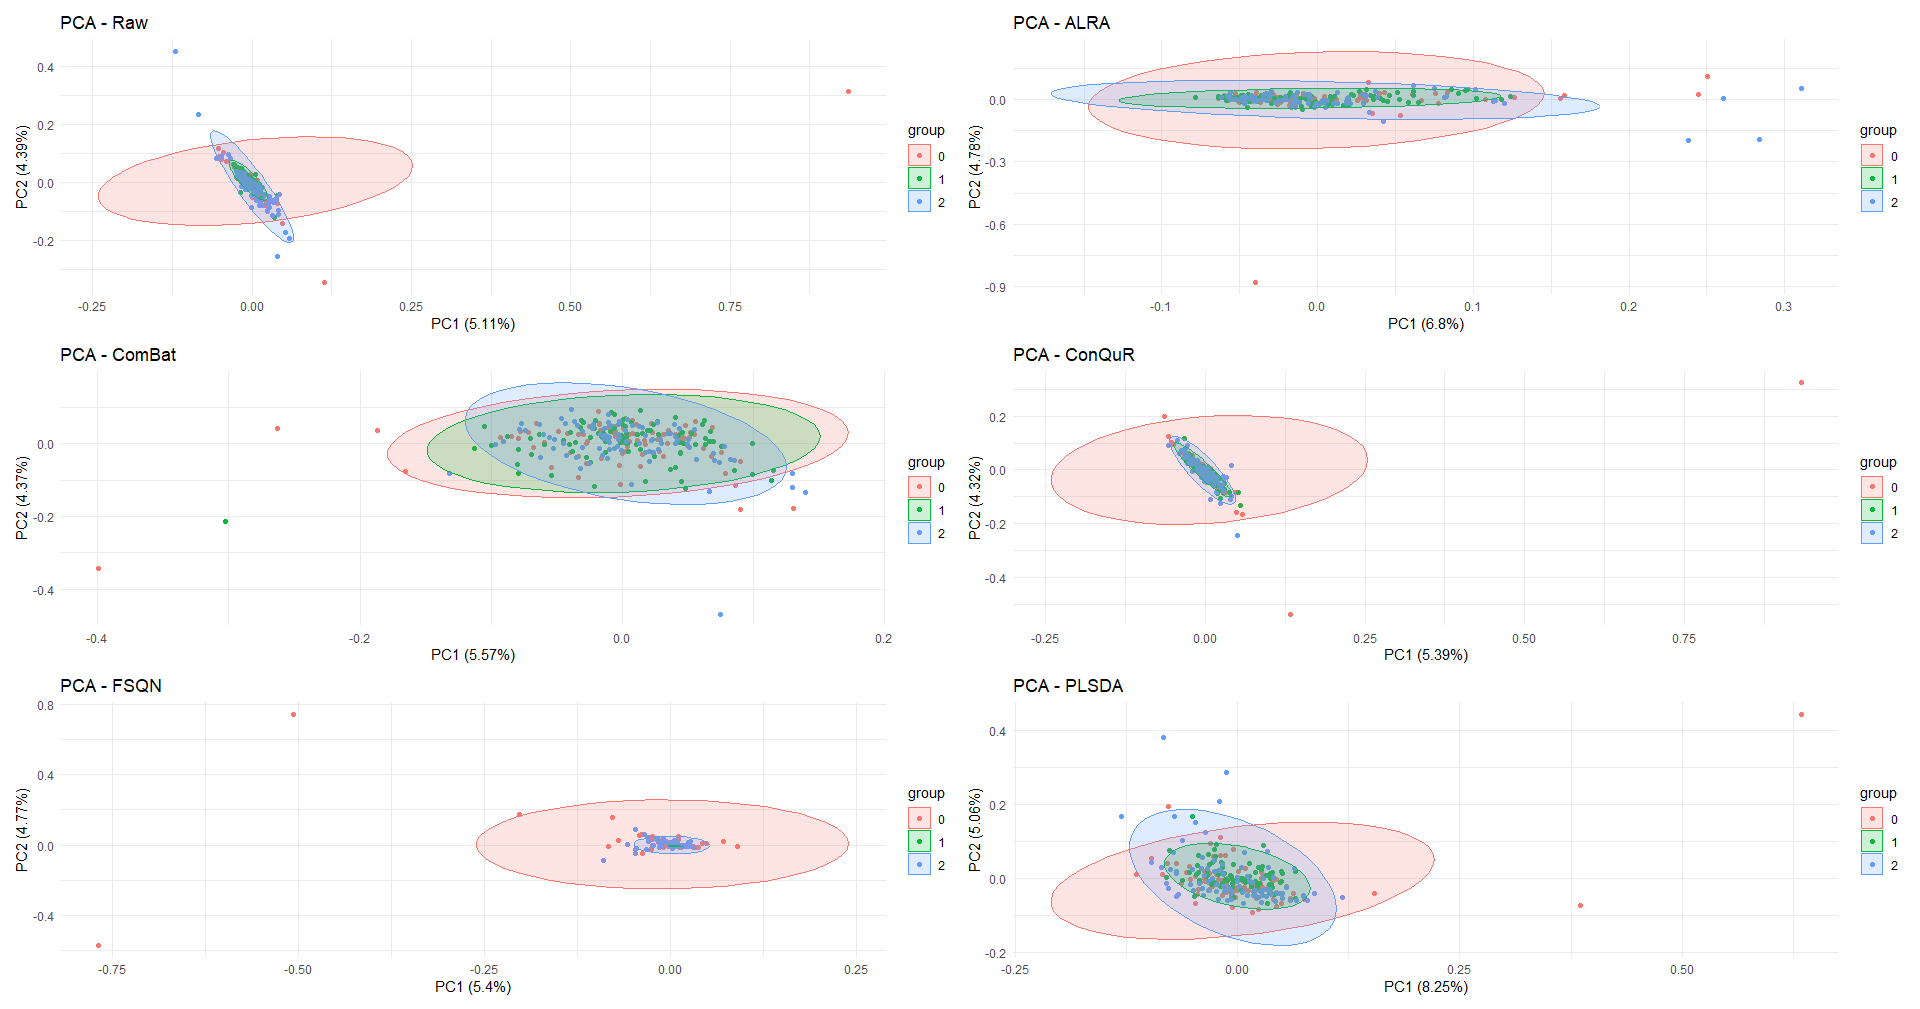 PCA - Raw
0.4
0.2
0.0
-0.2
PC2 (4.39%)
-0.25
0.00
0.25
0.50
0.75
PC1 (5.11%)
group
0
1
2
PCA - ALRA
0.0
-0.3
-0.6
-0.9
PC2 (4.78%)
-0.1
0.0
0.1
0.2
0.3
PC1 (6.8%)
group
0
1
2
PCA - ComBat
0.0
-0.2
-0.4
PC2 (4.37%)
-0.4
-0.2
0.0
0.2
PC1 (5.57%)
group
0
1
2
PCA - ConQuR
0.2
0.0
-0.2
-0.4
PC2 (4.32%)
-0.25
0.00
0.25
0.50
0.75
PC1 (5.39%)
group
0
1
2
PCA - FSQN
0.8
0.4
0.0
-0.4
PC2 (4.77%)
-0.75
-0.50
-0.25
0.00
0.25
PC1 (5.4%)
group
0
1
2
PCA - PLSDA
0.4
0.2
0.0
-0.2
PC2 (5.06%)
-0.25
0.00
0.25
0.50
PC1 (8.25%)
group
0
1
2